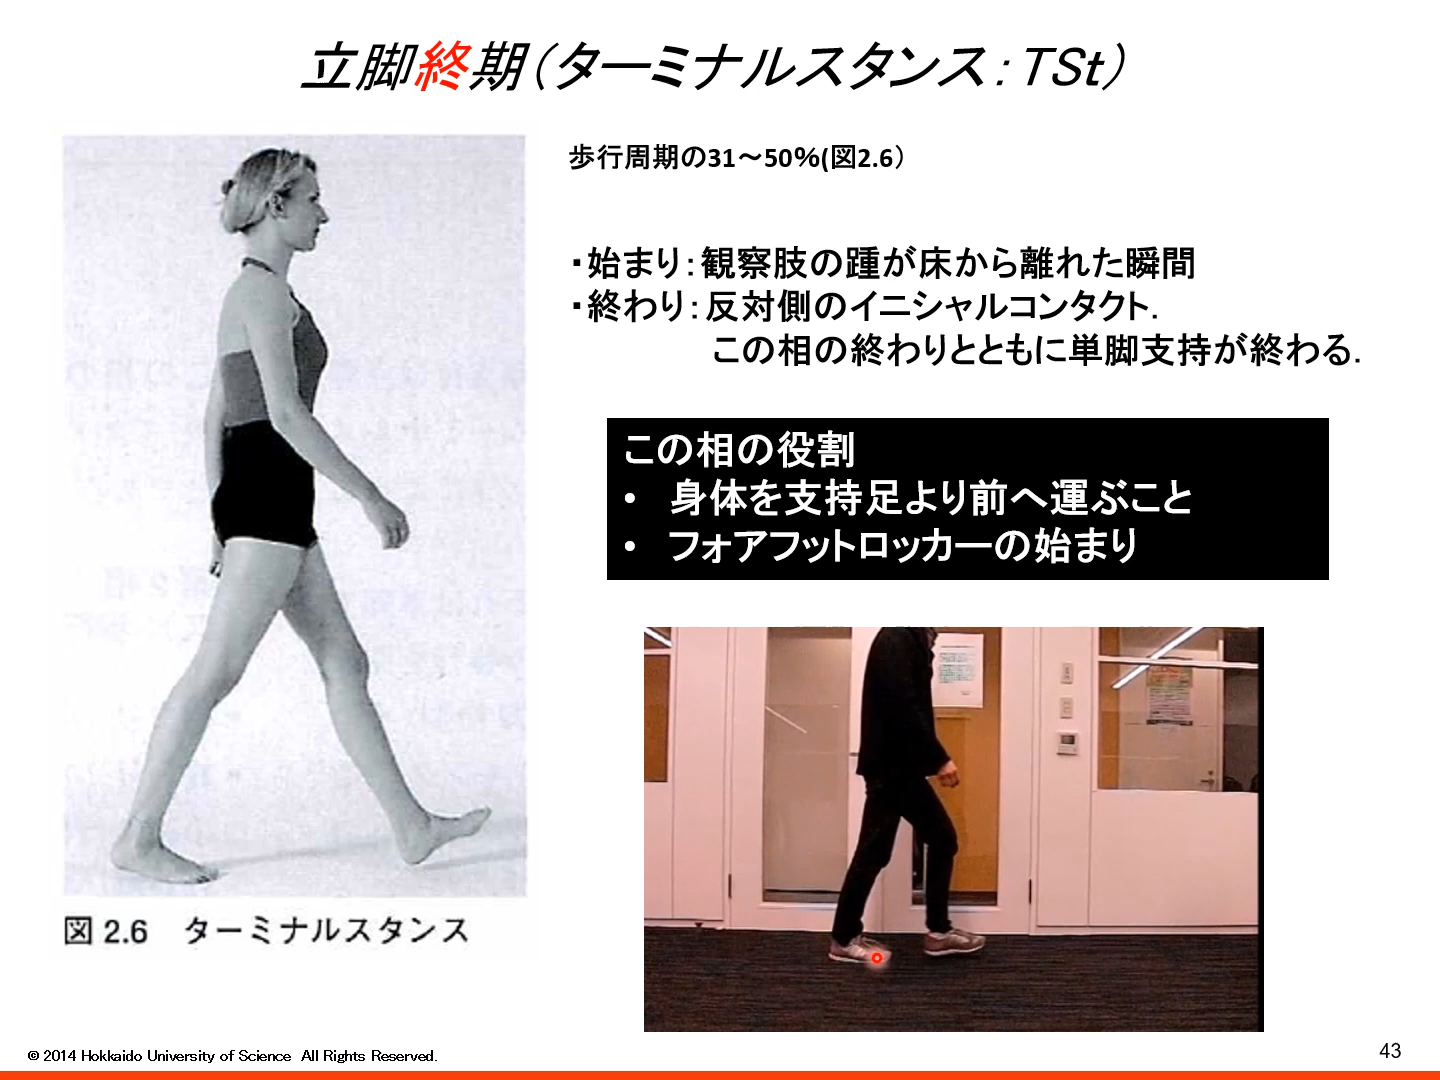 立脚終期（ターミナルスタンス：TSt）
歩行周期の31～50%(図2.6）
・始まり：観察肢の踵が床から離れた瞬間
・終わり：反対側のイニシャルコンタクト．
この相の終わりとともに単脚支持が終わる．
この相の役割
• 身体を支持足より前へ運ぶこと
• フォアフットロッカーの始まり
図 2.6 ターミナルスタンス
© 2014 Hokkaido University of Science All Rights Reserved.
43